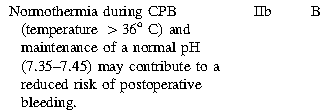 Normothermia during CPB IIb B
(temperature > 36° C) and
maintenance of a normal pH
(7.35–7.45) may contribute to a
reduced risk of postoperative
bleeding.